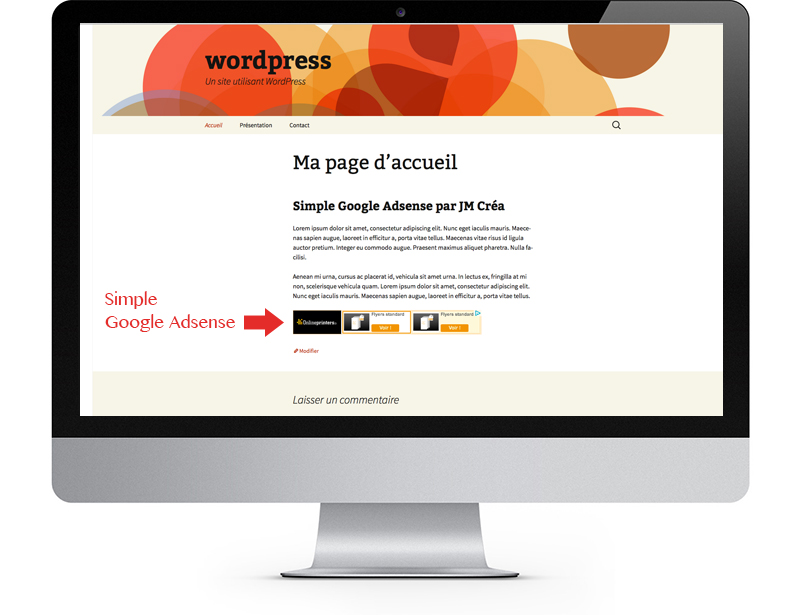 wordpress
Un site utilisant WordPress
Accueil Présentation Contact
Ma page d'accueil
Simple Google Adsense par JM Créa
Lorem ipsum dolor sit amet, consectetur adipiscing elit. Nunc eget iaculis mauris. Maece-
nas sapien augue, laoreet in efficitur a, porta vitae tellus. Maecenas vitae risus id ligula
auctor pretium. Integer eu commodo augue. Praesent maximus aliquet pharetra. Nulla fa-
cilisi.
Aenean mi urna, cursus ac placerat id, vehicula sit amet urna. In lectus ex, fringilla at mi
non, scelerisque vehicula quam. Lorem ipsum dolor sit amet, consectetur adipiscing elit.
Nunc eget iaculis mauris. Maecenas sapien augue, laoreet in efficitur a, porta vitae tellus.
Simple
Google Adsense
Onlineprinters
Flyers standard
Voir !
Flyers standard
Voir !
Modifier
Laisser un commentaire